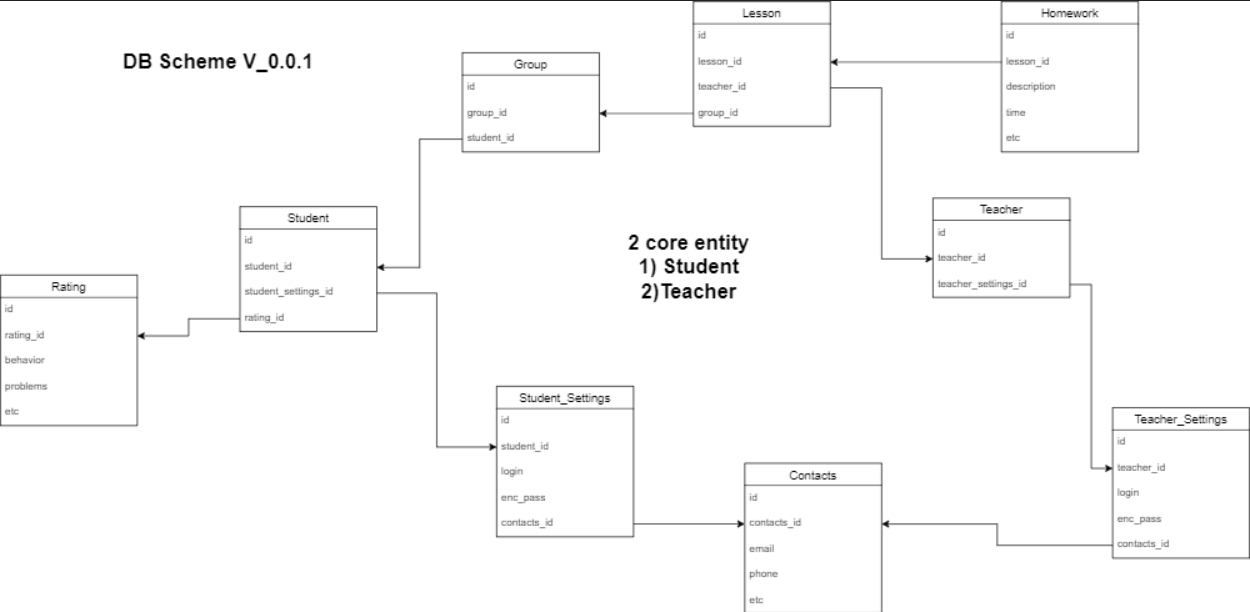 DB Scheme V_0.0.1
Group
id
group_id
student_id
Lesson
id
lesson_id
teacher_id
group_id
Homework
id
lesson_id
description
time
etc
Student
id
student_id
student_settings_id
rating_id
2 core entity
1) Student
2)Teacher
Teacher
id
teacher_id
teacher_settings_id
Rating
id
rating_id
behavior
problems
etc
Student_Settings
id
student_id
login
enc_pass
contacts_id
Contacts
id
contacts_id
email
phone
etc
Teacher_Settings
id
teacher_id
login
enc_pass
contacts_id